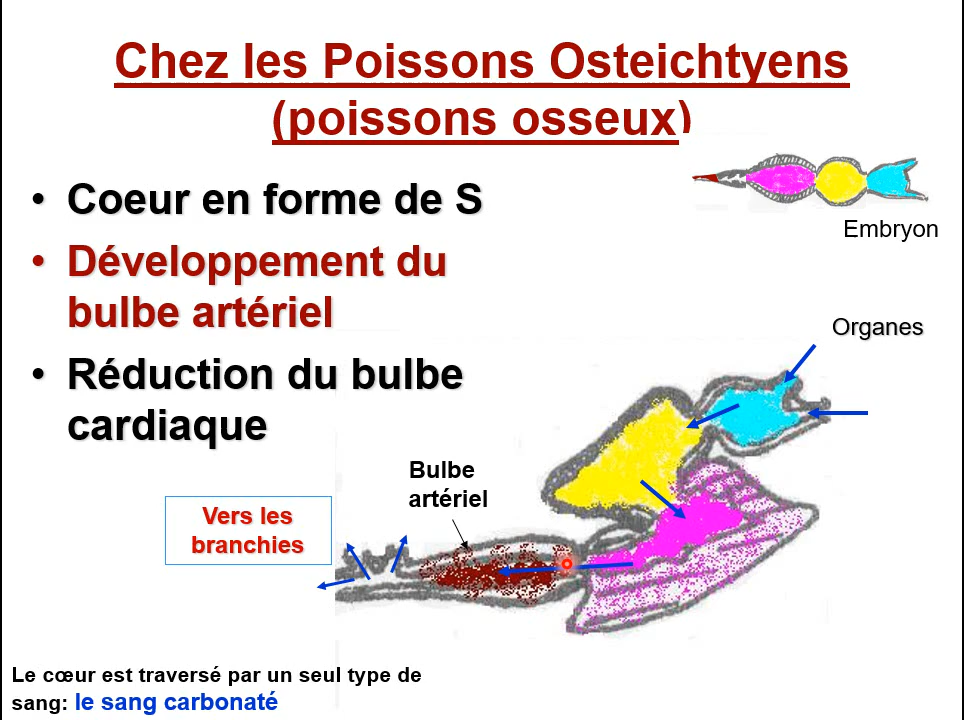 Chez les Poissons Osteichtyens
(poissons osseux)
• Coeur en forme de S
• Développement du
bulbe artériel
• Réduction du bulbe
cardiaque
Embryon
Organes
Bulbe
artériel
Vers les
branchies
Le cœur est traversé par un seul type de
sang: le sang carbonaté